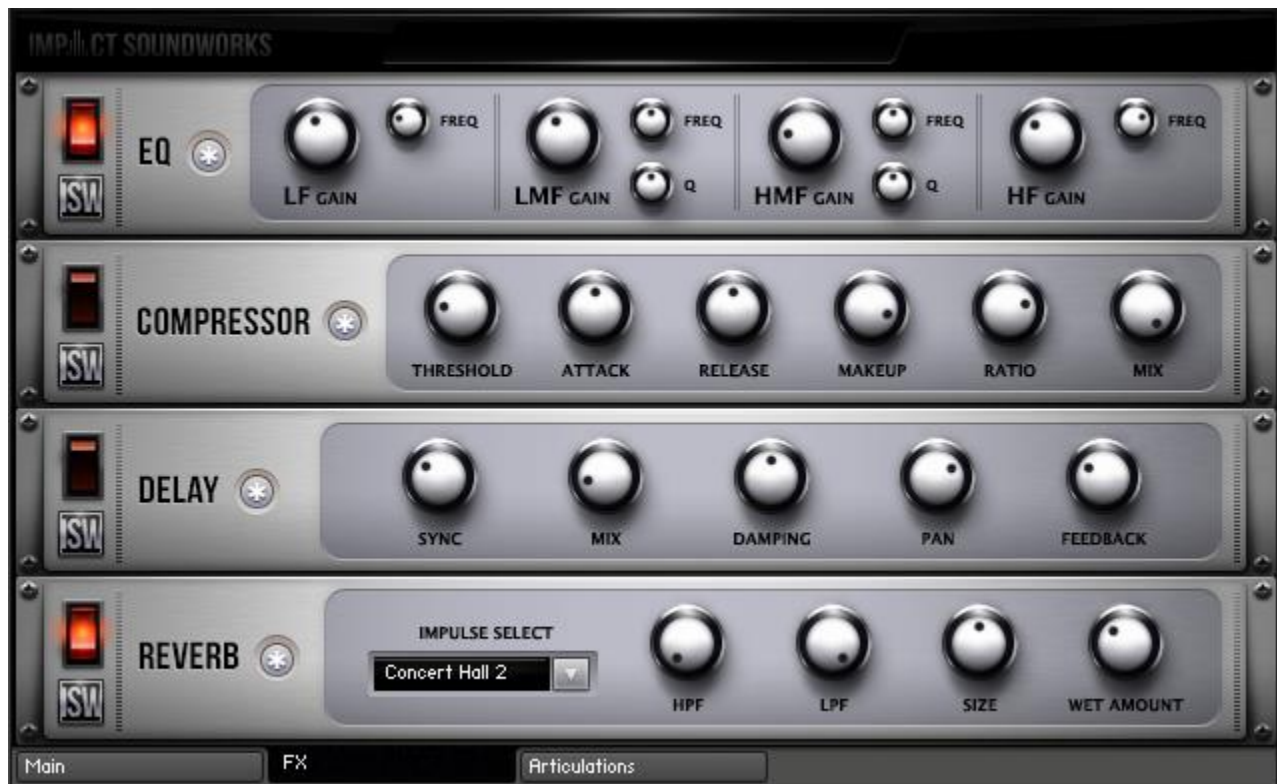 IMPACT SOUNDWORKS
EQ
LF GAIN
FREQ
LMF GAIN
FREQ
Q
HMF GAIN
FREQ
Q
HF GAIN
FREQ
ISW
COMPRESSOR
THRESHOLD ATTACK RELEASE MAKEUP RATIO MIX
ISW
DELAY
SYNC MIX DAMPING PAN FEEDBACK
ISW
REVERB
IMPULSE SELECT
Concert Hall 2
HPF LPF SIZE WET AMOUNT
ISW
Main FX Articulations